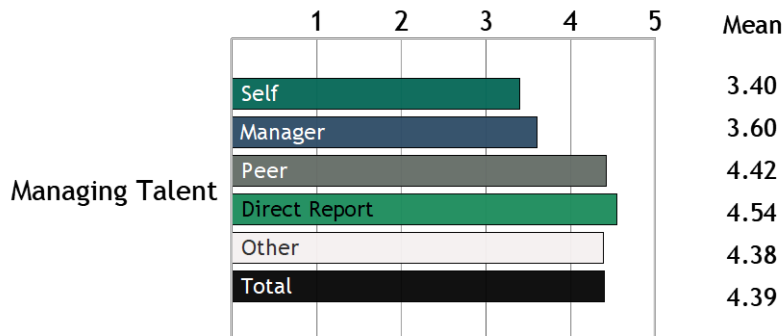 1 2 3 4 5 Mean
Self 3.40
Manager 3.60
Peer 4.42
Managing Talent
Direct Report 4.54
Other 4.38
Total 4.39